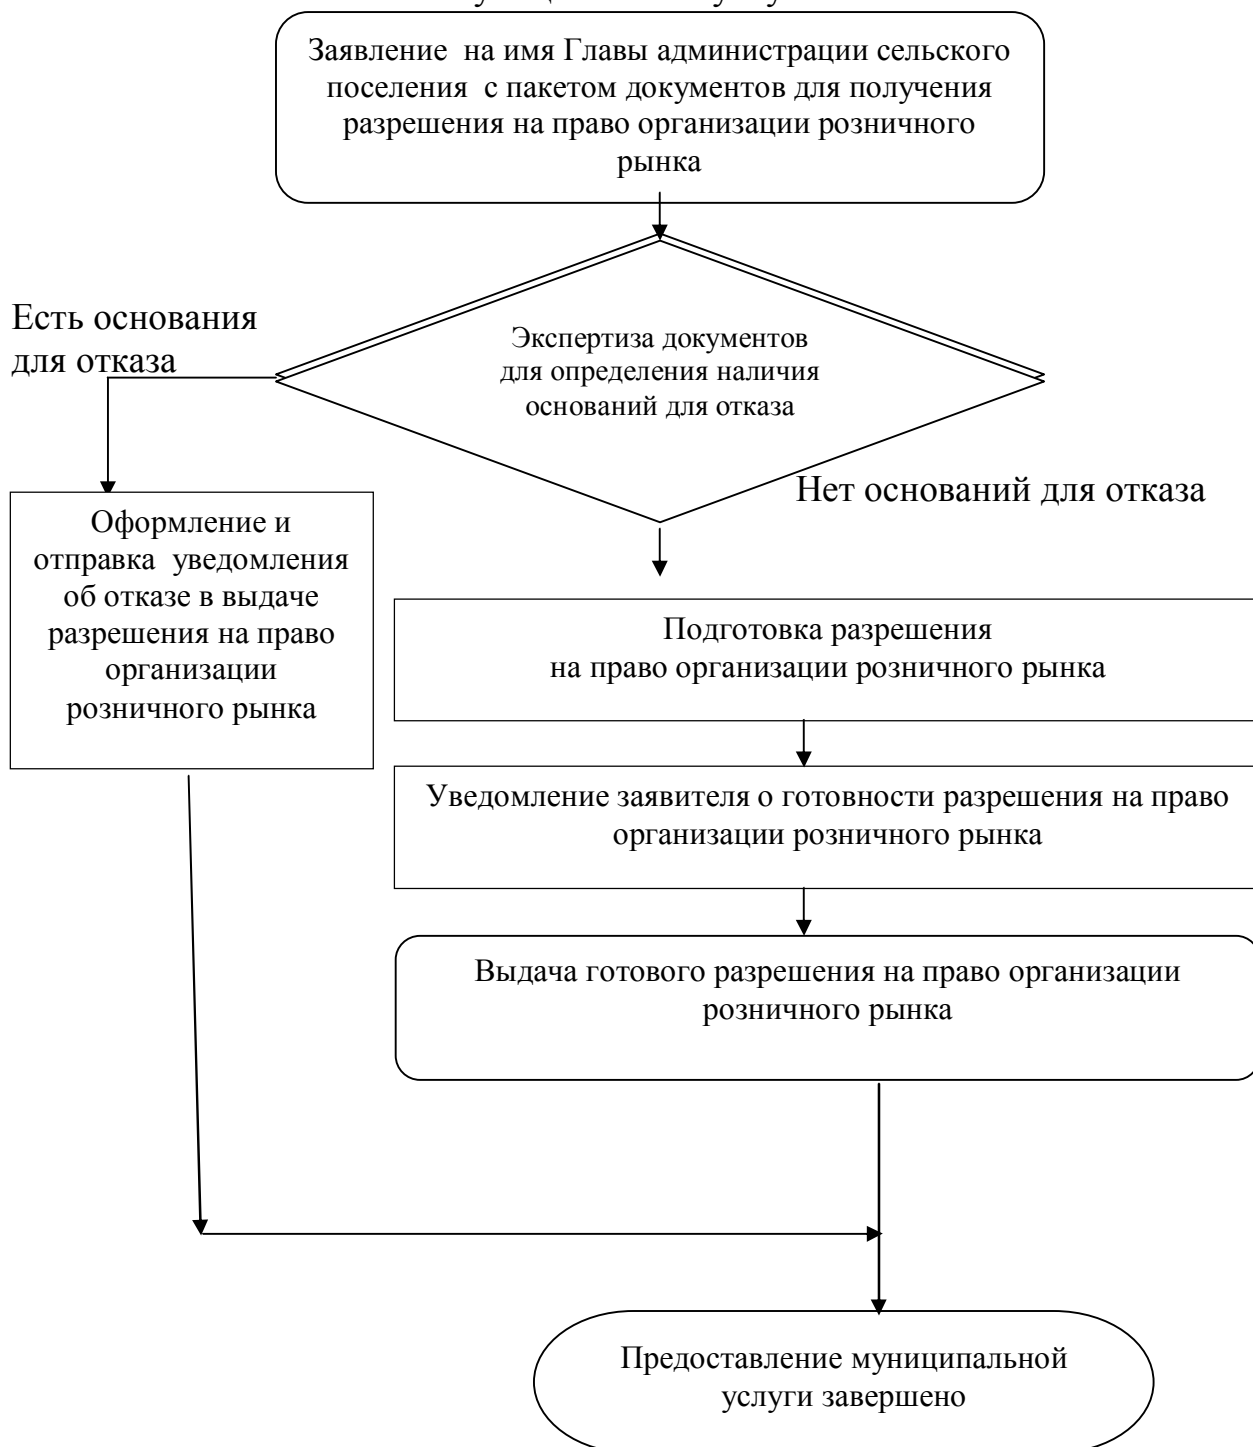 Заявление на имя Главы администрации сельского
поселения с пакетом документов для получения
разрешения на право организации розничного
рынка
Есть основания
для отказа
Экспертиза документов
для определения наличия
оснований для отказа
Нет оснований для отказа
Оформление и
отправка уведомления
об отказе в выдаче
разрешения на право
организации
розничного рынка
Подготовка разрешения
на право организации розничного рынка
Уведомление заявителя о готовности разрешения на право
организации розничного рынка
Выдача готового разрешения на право организации
розничного рынка
Предоставление муниципальной
услуги завершено